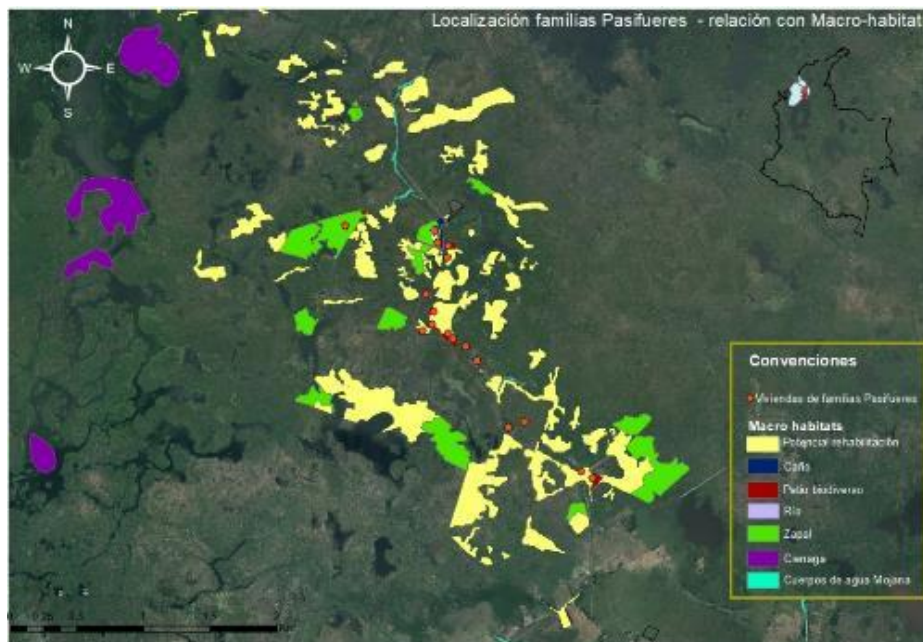 Localización familias Pasifueres - relación con Macro-habitat
N
W
E
S
Convenciones
Viviendas de familias Pasifueres
Macro habitats
Potencial rehabilitación
Caño
Patio biodiverso
Río
Zapal
Cienaga
Cuerpos de agua Mojana